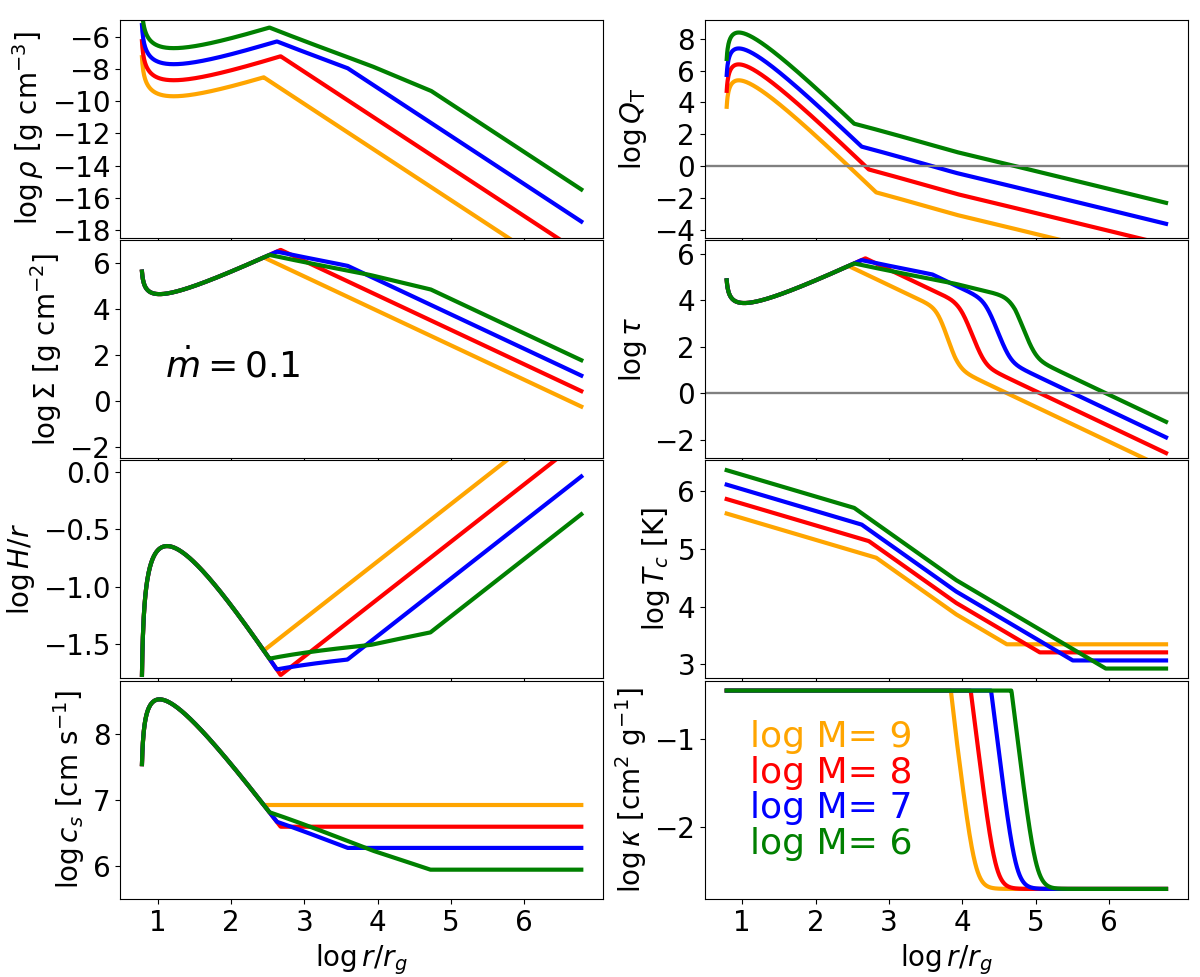 log ρ [g cm⁻³]
−6
−8
−10
−12
−14
−16
−18
log Q_T
8
6
4
2
0
−2
−4
log Σ [g cm⁻²]
6
4
2
0
−2
ṁ = 0.1
log τ
6
4
2
0
−2
log H/r
0.0
−0.5
−1.0
−1.5
log T_c [K]
6
5
4
3
log c_s [cm s⁻¹]
8
7
6
1 2 3 4 5 6
log r/r_g
log κ [cm² g⁻¹]
−1
−2
log M= 9
log M= 8
log M= 7
log M= 6
1 2 3 4 5 6
log r/r_g